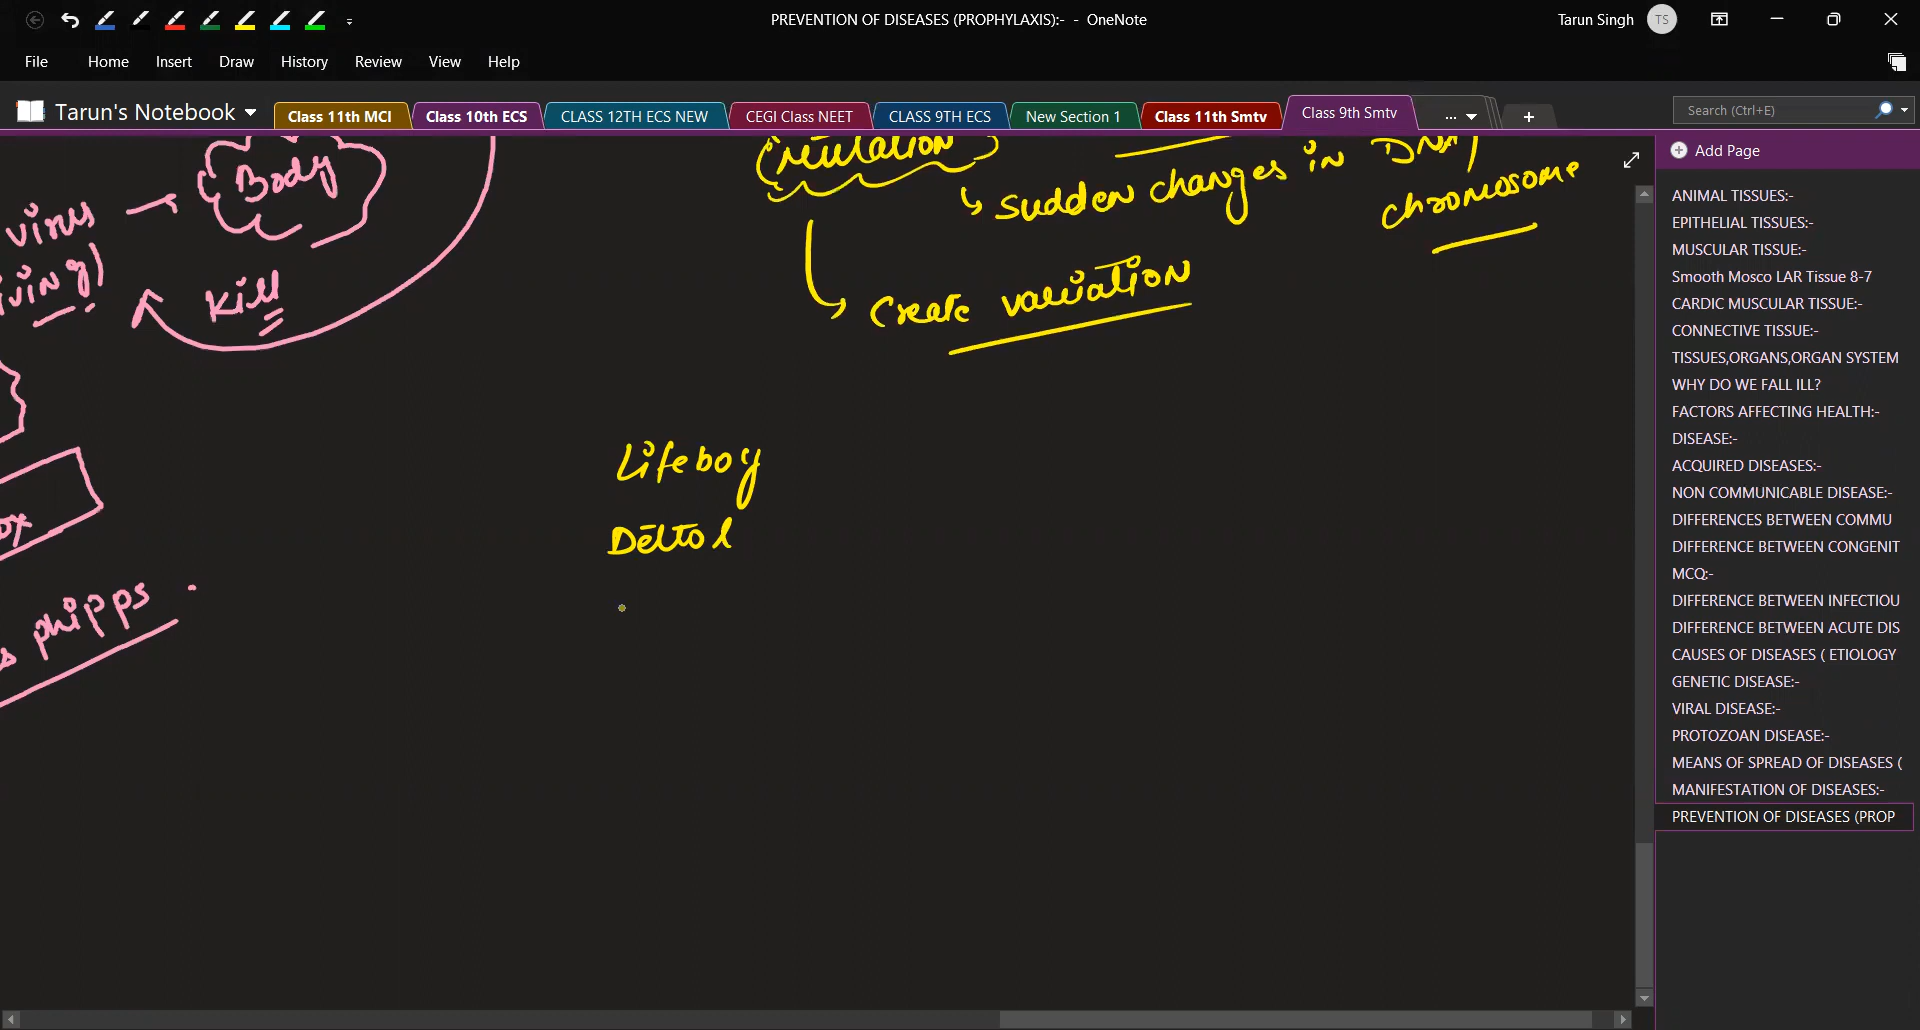 PREVENTION OF DISEASES (PROPHYLAXIS):- - OneNote
Tarun Singh TS
File Home Insert Draw History Review View Help
Tarun's Notebook Class 11th MCI Class 10th ECS CLASS 12TH ECS NEW CEGI Class NEET CLASS 9TH ECS New Section 1 Class 11th Smtv Class 9th Smtv ... + Search (Ctrl+E)
Body
virus
Kill
phipps
mutation
sudden changes in DNA/
chromosome
Create variation
Lifeboy
Deltol
Add Page
ANIMAL TISSUES:-
EPITHELIAL TISSUES:-
MUSCULAR TISSUE:-
Smooth Mosco LAR Tissue 8-7
CARDIC MUSCULAR TISSUE:-
CONNECTIVE TISSUE:-
TISSUES,ORGANS,ORGAN SYSTEM
WHY DO WE FALL ILL?
FACTORS AFFECTING HEALTH:-
DISEASE:-
ACQUIRED DISEASES:-
NON COMMUNICABLE DISEASE:-
DIFFERENCES BETWEEN COMMU
DIFFERENCE BETWEEN CONGENIT
MCQ:-
DIFFERENCE BETWEEN INFECTIOU
DIFFERENCE BETWEEN ACUTE DIS
CAUSES OF DISEASES ( ETIOLOGY
GENETIC DISEASE:-
VIRAL DISEASE:-
PROTOZOAN DISEASE:-
MEANS OF SPREAD OF DISEASES (
MANIFESTATION OF DISEASES:-
PREVENTION OF DISEASES (PROP